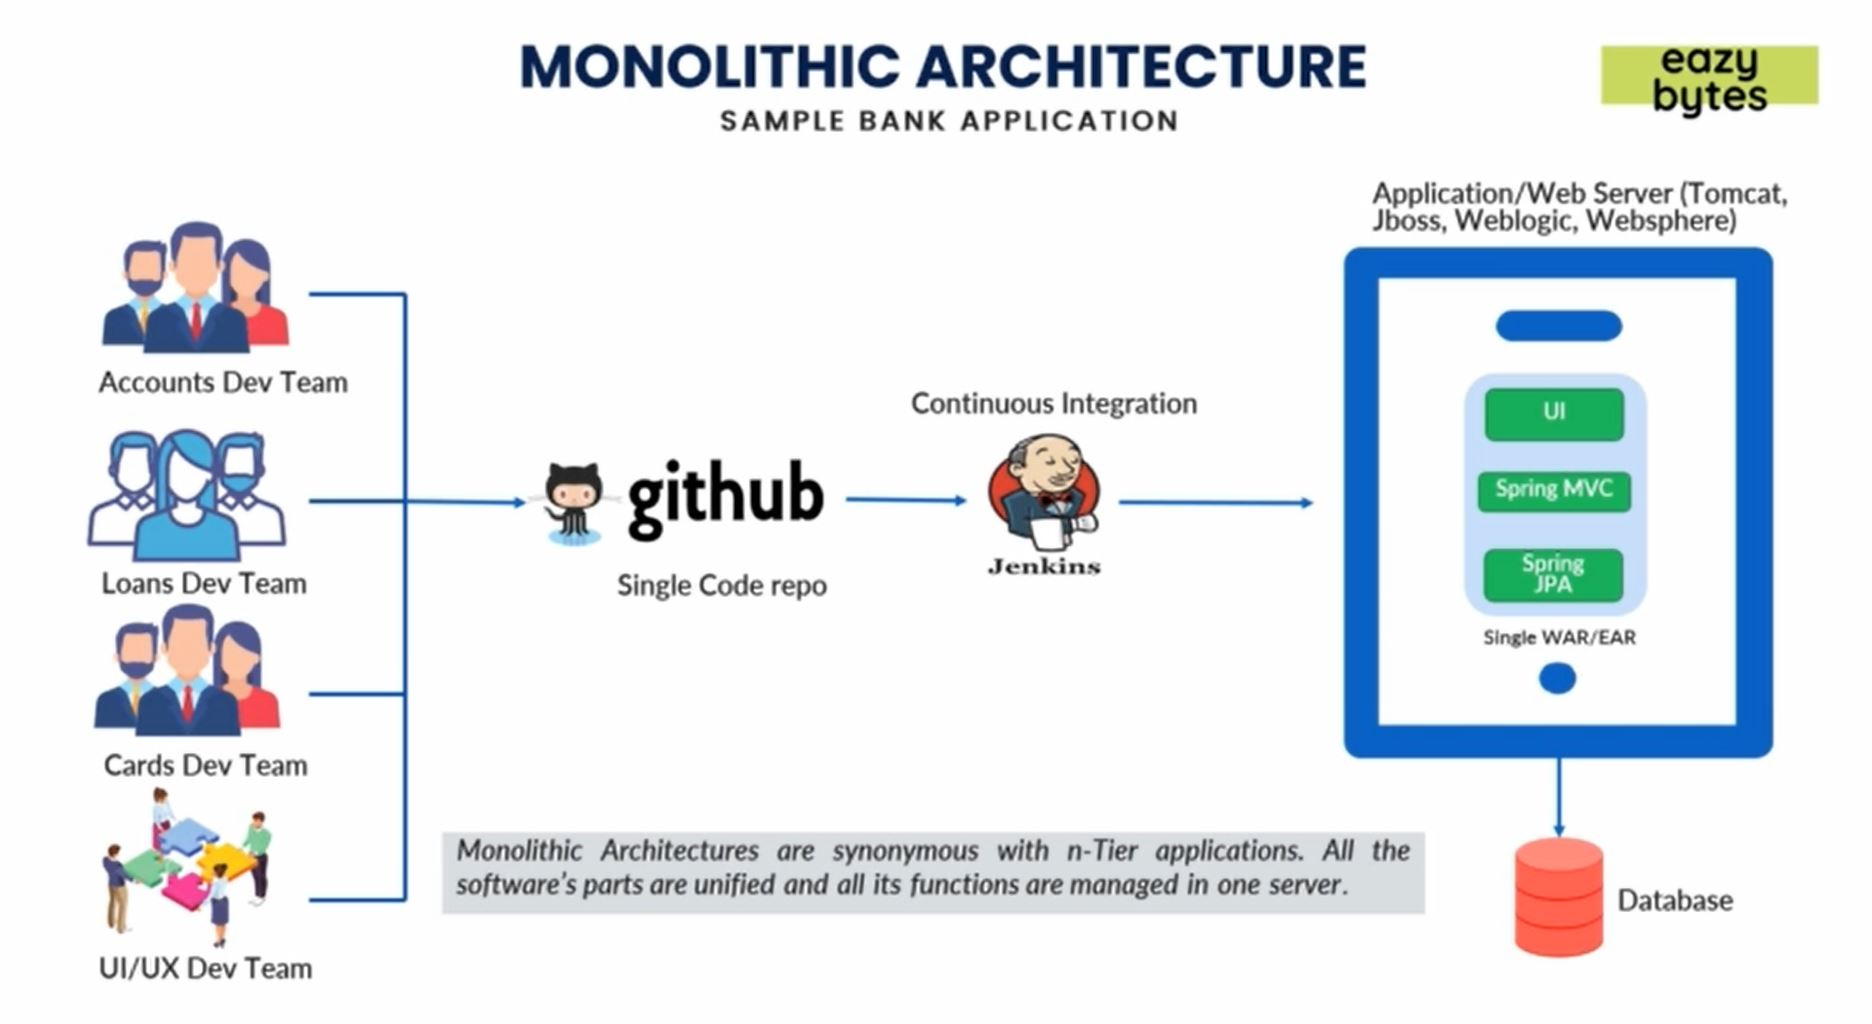 MONOLITHIC ARCHITECTURE
SAMPLE BANK APPLICATION
eazy
bytes
Application/Web Server (Tomcat,
Jboss, Weblogic, Websphere)
Accounts Dev Team
Loans Dev Team
Cards Dev Team
UI/UX Dev Team
github
Single Code repo
Continuous Integration
Jenkins
UI
Spring MVC
Spring
JPA
Single WAR/EAR
Monolithic Architectures are synonymous with n-Tier applications. All the
software's parts are unified and all its functions are managed in one server.
Database